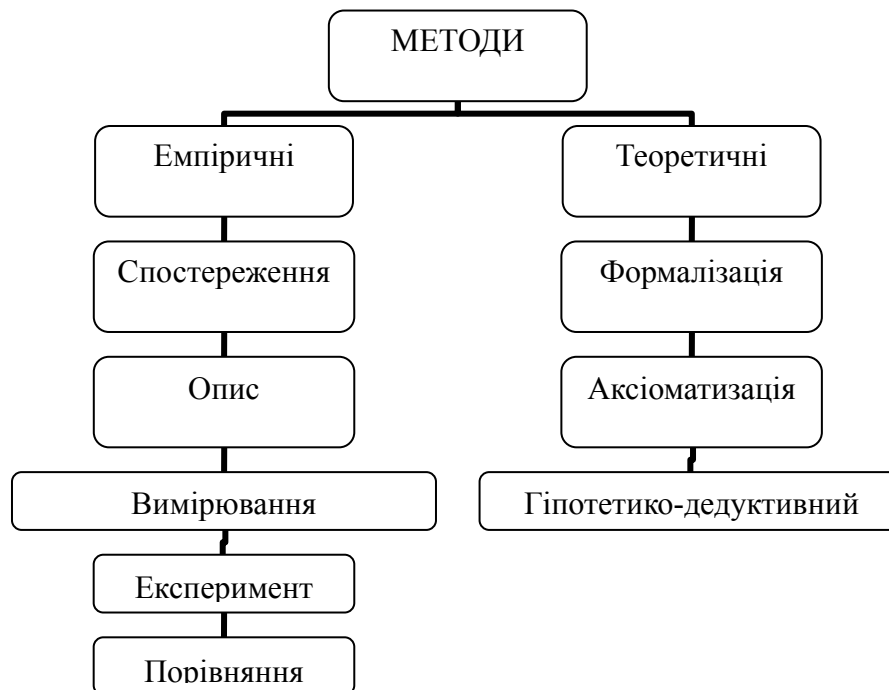 МЕТОДИ
Емпіричні
Теоретичні
Спостереження
Формалізація
Опис
Аксіоматизація
Вимірювання
Гіпотетико-дедуктивний
Експеримент
Порівняння